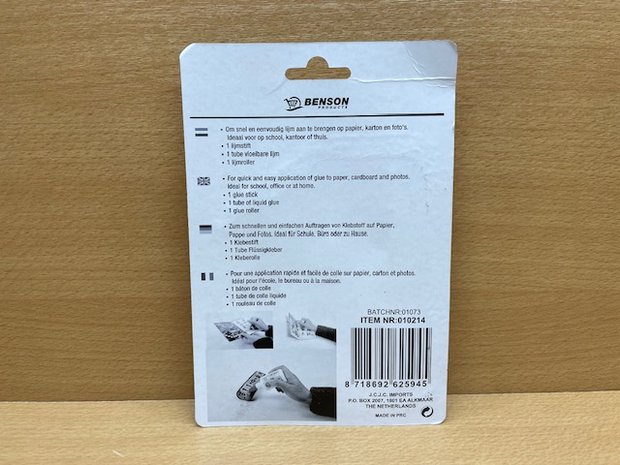 BENSON
PRODUCTS
• Om snel en eenvoudig lijm aan te brengen op papier, karton en foto's.
Ideaal voor op school, kantoor of thuis.
• 1 lijmstift
• 1 tube vloeibare lijm
• 1 lijmroller
• For quick and easy application of glue to paper, cardboard and photos.
Ideal for school, office or at home.
• 1 glue stick
• 1 tube of liquid glue
• 1 glue roller
• Zum schnellen und einfachen Auftragen von Klebstoff auf Papier,
Pappe und Fotos. Ideal für Schule, Büro oder zu Hause.
• 1 Klebestift
• 1 Tube Flüssigkleber
• 1 Kleberolle
• Pour une application rapide et facile de colle sur papier, carton et photos.
Idéal pour l'école, le bureau ou à la maison.
• 1 bâton de colle
• 1 tube de colle liquide
• 1 rouleau de colle
BATCHNR:01073
ITEM NR:010214
8 718692 625945
J.C.J.C. IMPORTS
P.O. BOX 2007, 1801 EA ALKMAAR
THE NETHERLANDS
MADE IN PRC